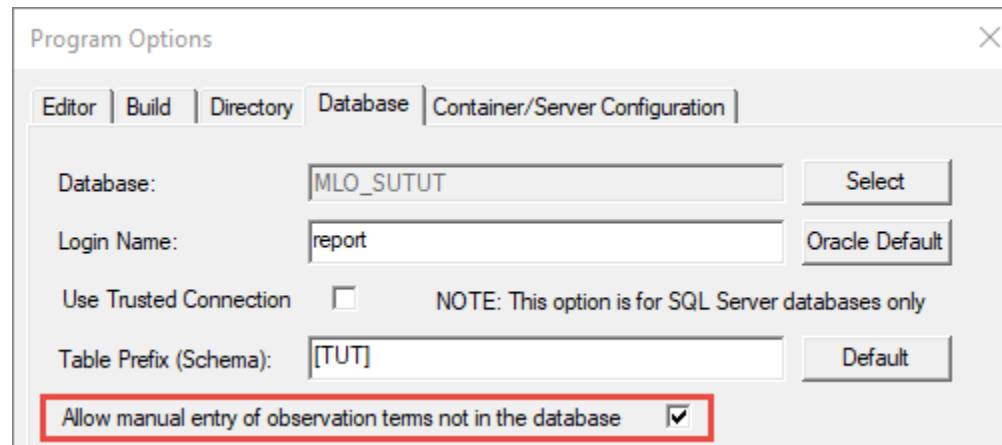 Program Options
Editor Build Directory Database Container/Server Configuration
Database: MLO_SUTUT Select
Login Name: report Oracle Default
Use Trusted Connection NOTE: This option is for SQL Server databases only
Table Prefix (Schema): [TUT] Default
Allow manual entry of observation terms not in the database